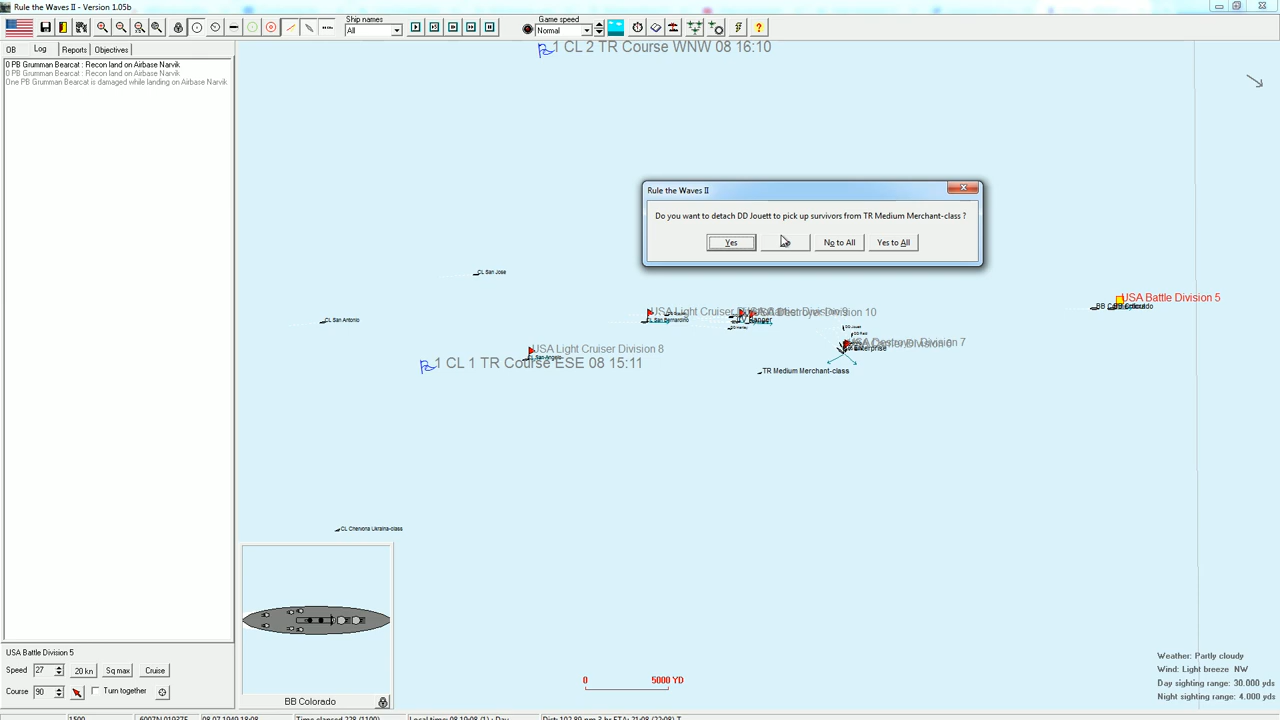 Rule the Waves II - Version 1.05b
Ship names
All
Game speed
Normal
OB
Log
Reports
Objectives
0 PB Grumman Bearcat : Recon land on Airbase Narvik
0 PB Grumman Bearcat : Recon land on Airbase Narvik
One PB Grumman Bearcat is damaged while landing on Airbase Narvik
1 CL 2 TR Course WNW 08 16:10
Rule the Waves II
Do you want to detach DD Jouett to pick up survivors from TR Medium Merchant-class ?
Yes
No to All
Yes to All
CL San Jose
CL San Antonio
USA Light Cruiser
CL San Bernardino
Ranger
USA Battle Division 5
USA Light Cruiser Division 8
1 CL 1 TR Course ESE 08 15:11
TR Medium Merchant-class
CL Chervona Ukraina-class
BB Colorado
USA Battle Division 5
Speed 27
20 kn
Sq max
Cruise
Course 90
Turn together
0
5000 YD
Weather: Partly cloudy
Wind: Light breeze NW
Day sighting range: 30.000 yds
Night sighting range: 4.000 yds